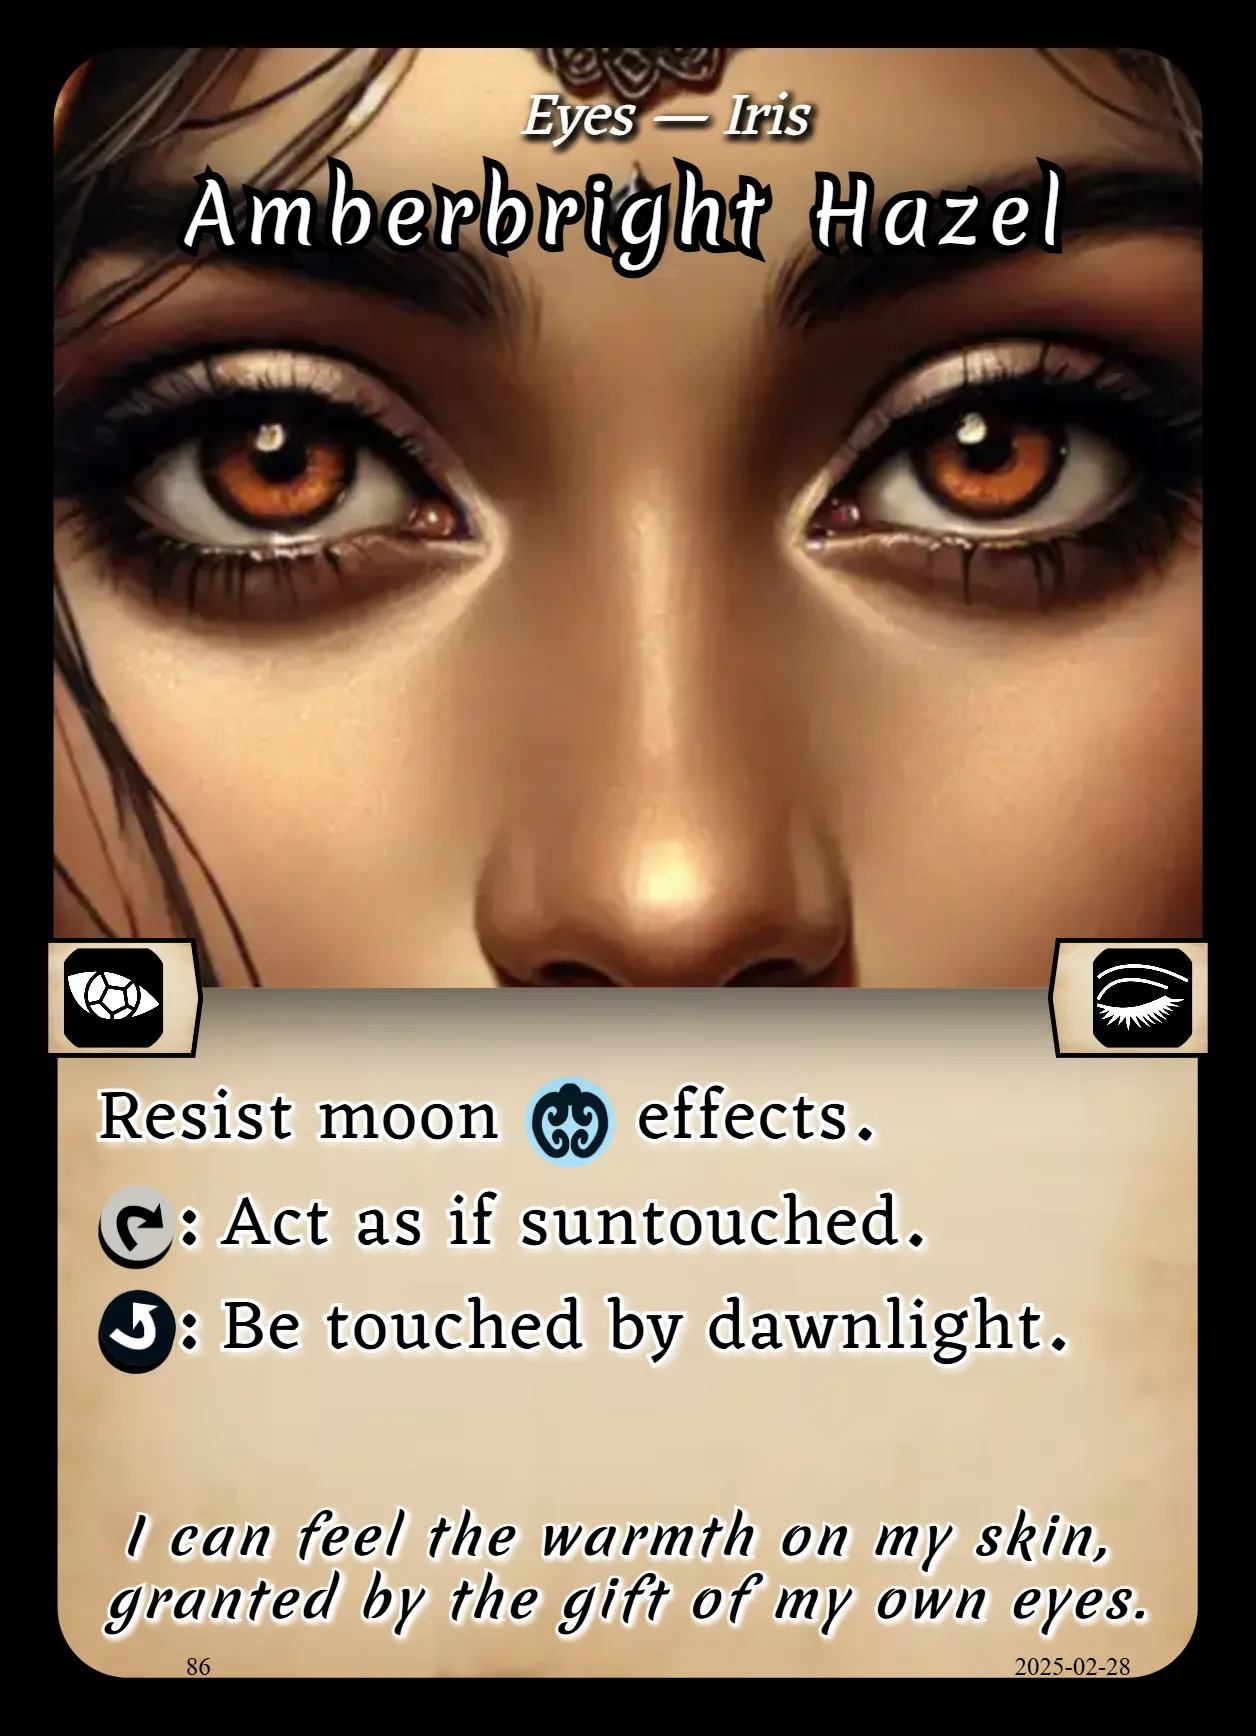 Eyes — Iris
Amberbright Hazel
Resist moon effects.
: Act as if suntouched.
: Be touched by dawnlight.
I can feel the warmth on my skin,
granted by the gift of my own eyes.
86
2025-02-28